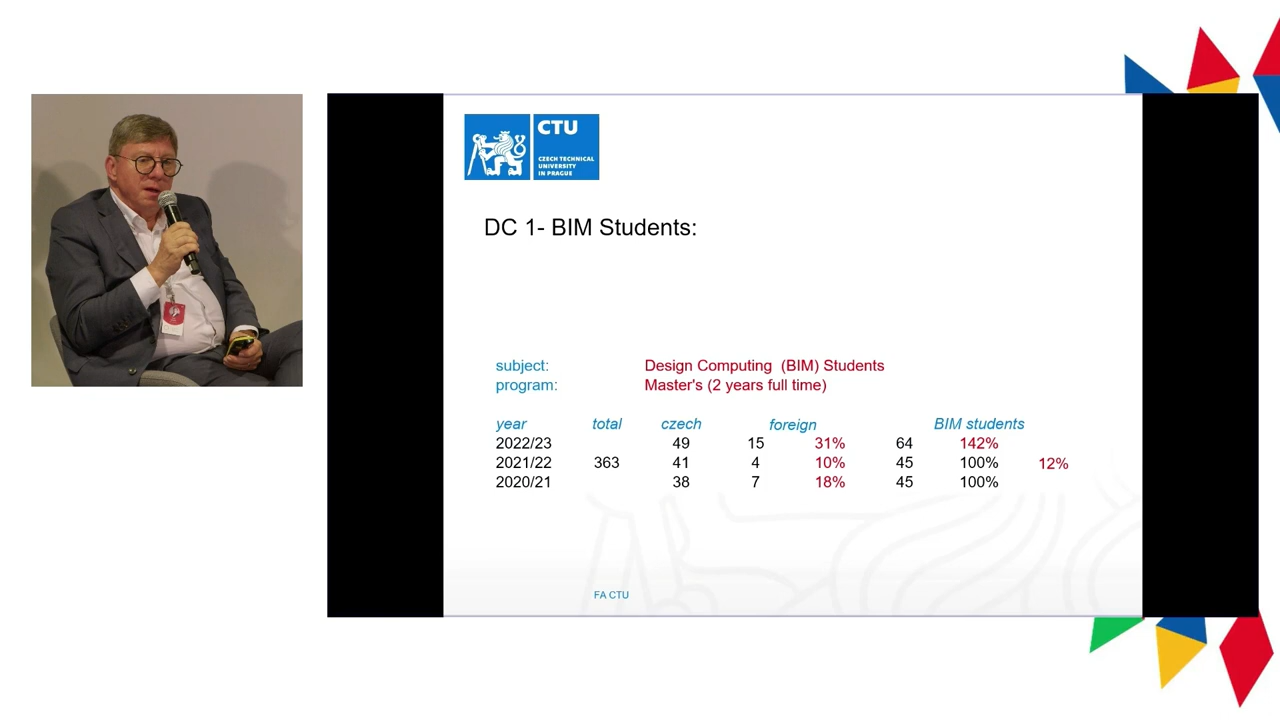 CTU
CZECH TECHNICAL
UNIVERSITY
IN PRAGUE
DC 1- BIM Students:
subject: Design Computing (BIM) Students
program: Master's (2 years full time)
year total czech foreign BIM students
2022/23 49 15 31% 64 142%
2021/22 363 41 4 10% 45 100% 12%
2020/21 38 7 18% 45 100%
FA CTU